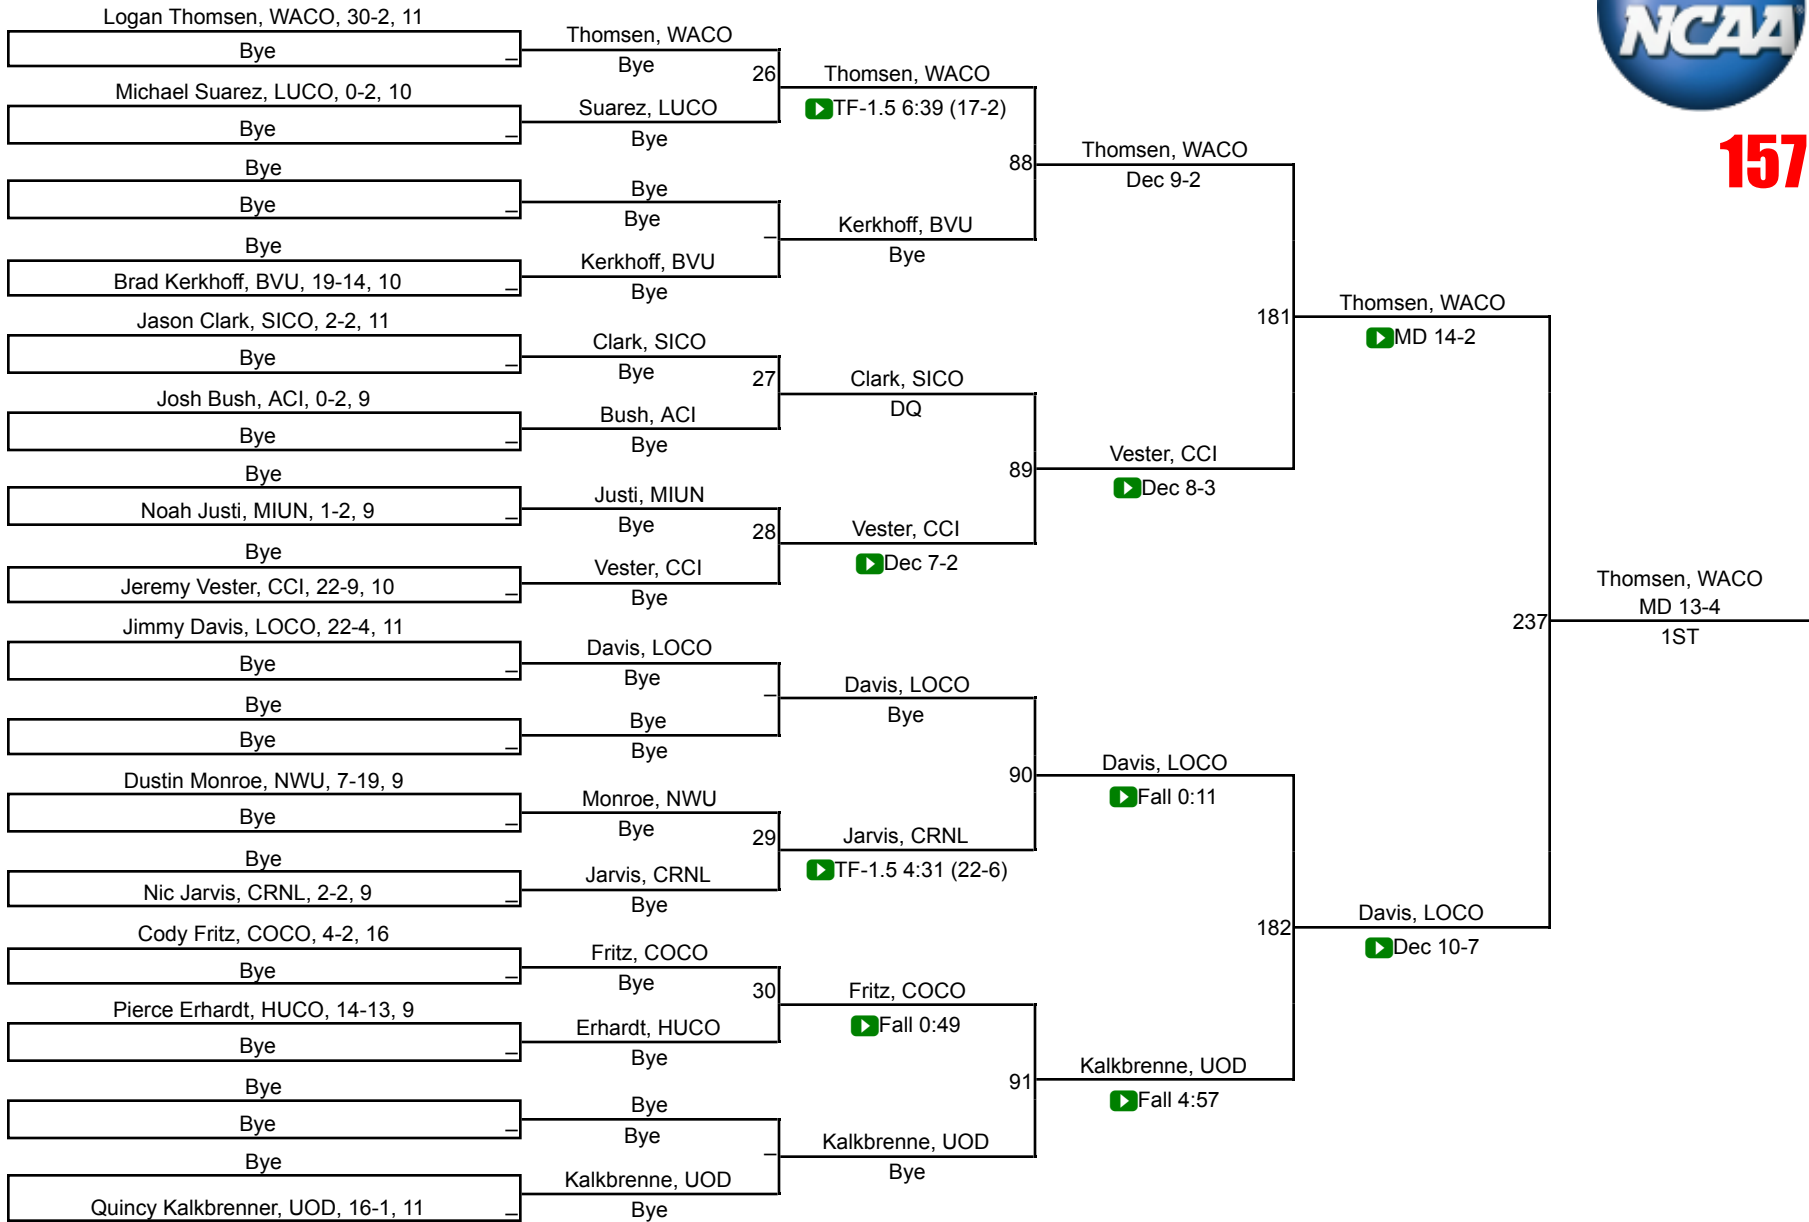 Logan Thomsen, WACO, 30-2, 11
Bye
_
Michael Suarez, LUCO, 0-2, 10
Bye
_
Bye
Bye
_
Bye
Brad Kerkhoff, BVU, 19-14, 10
_
Jason Clark, SICO, 2-2, 11
Bye
_
Josh Bush, ACI, 0-2, 9
Bye
_
Bye
Noah Justi, MIUN, 1-2, 9
_
Bye
Jeremy Vester, CCI, 22-9, 10
_
Jimmy Davis, LOCO, 22-4, 11
Bye
_
Bye
Bye
_
Dustin Monroe, NWU, 7-19, 9
Bye
_
Bye
Nic Jarvis, CRNL, 2-2, 9
_
Cody Fritz, COCO, 4-2, 16
Bye
_
Pierce Erhardt, HUCO, 14-13, 9
Bye
_
Bye
Bye
_
Bye
Quincy Kalkbrenner, UOD, 16-1, 11
_
Thomsen, WACO
Bye
26
Suarez, LUCO
Bye
Bye
Bye
_
Kerkhoff, BVU
Bye
Clark, SICO
Bye
27
Bush, ACI
Bye
Justi, MIUN
Bye
28
Vester, CCI
Bye
Davis, LOCO
Bye
_
Bye
Bye
Monroe, NWU
Bye
29
Jarvis, CRNL
Bye
Fritz, COCO
Bye
30
Erhardt, HUCO
Bye
Bye
Bye
_
Kalkbrenne, UOD
Bye
Thomsen, WACO
TF-1.5 6:39 (17-2)
88
Kerkhoff, BVU
Bye
Clark, SICO
DQ
89
Vester, CCI
Dec 7-2
Davis, LOCO
Bye
90
Jarvis, CRNL
TF-1.5 4:31 (22-6)
Fritz, COCO
Fall 0:49
91
Kalkbrenne, UOD
Bye
Thomsen, WACO
Dec 9-2
181
Vester, CCI
Dec 8-3
Davis, LOCO
Fall 0:11
182
Kalkbrenne, UOD
Fall 4:57
Thomsen, WACO
MD 14-2
237
Davis, LOCO
Dec 10-7
NCAA
157
Thomsen, WACO
MD 13-4
1ST